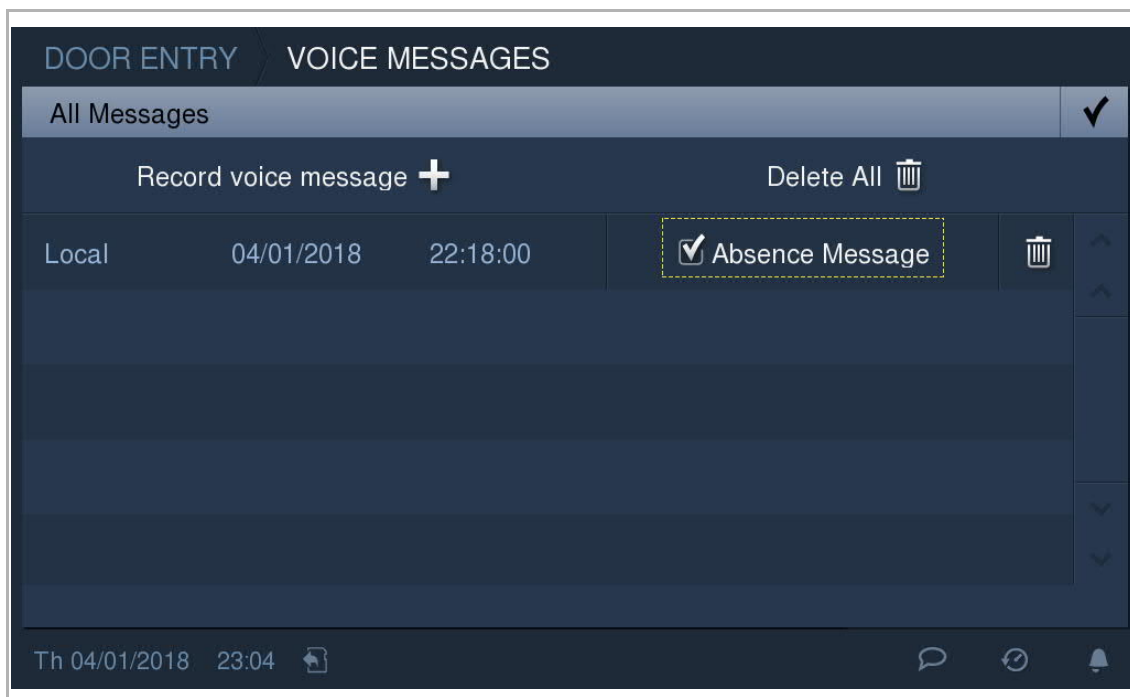 DOOR ENTRY VOICE MESSAGES
All Messages
Record voice message Delete All
Local 04/01/2018 22:18:00 Absence Message
Th 04/01/2018 23:04